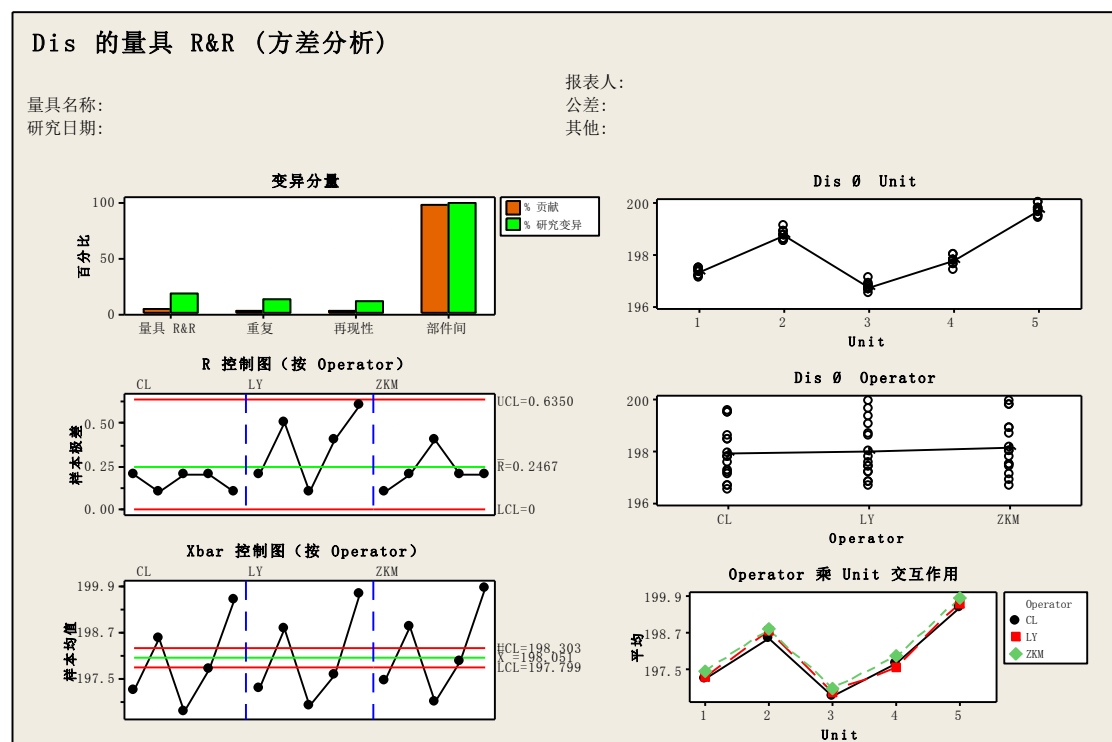 Dis 的量具 R&R (方差分析)
报表人:
量具名称:
公差:
研究日期:
其他:
变异分量
100
50
0
百分比
量具 R&R
重复
再现性
部件间
% 贡献
% 研究变异
R 控制图（按 Operator）
CL
LY
ZKM
0.50
0.25
0.00
样本极差
UCL=0.6350
R=0.2467
LCL=0
Xbar 控制图（按 Operator）
CL
LY
ZKM
199.9
198.7
197.5
样本均值
UCL=198.303
X =198.051
LCL=197.799
Dis Ø Unit
200
198
196
1 2 3 4 5
Unit
Dis Ø Operator
200
198
196
CL LY ZKM
Operator
Operator 乘 Unit 交互作用
199.9
198.7
197.5
平均
1 2 3 4 5
Unit
Operator
CL
LY
ZKM